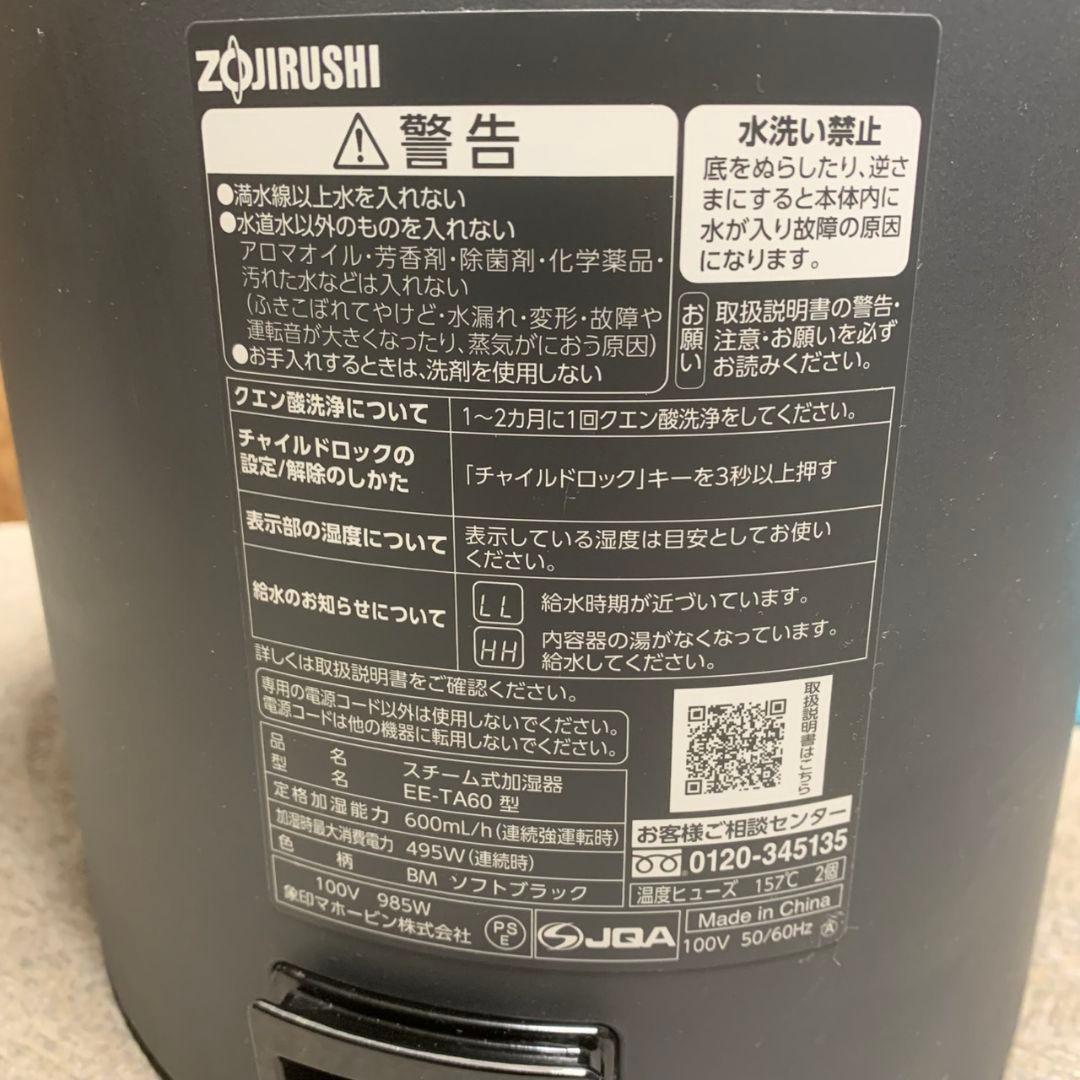 ZOJIRUSHI
警告
●満水線以上水を入れない
●水道水以外のものを入れない
アロマオイル・芳香剤・除菌剤・化学薬品・
汚れた水などは入れない
(ふきこぼれてやけど・水漏れ・変形・故障や
運転音が大きくなったり、蒸気がにおう原因)
●お手入れするときは、洗剤を使用しない
水洗い禁止
底をぬらしたり、逆さ
まにすると本体内に
水が入り故障の原因
になります。
お願い
取扱説明書の警告・
注意・お願いを必ず
お読みください。
クエン酸洗浄について
1～2カ月に1回クエン酸洗浄をしてください。
チャイルドロックの
設定/解除のしかた
「チャイルドロック」キーを3秒以上押す
表示部の湿度について
表示している湿度は目安としてお使い
ください。
給水のお知らせについて
LL 給水時期が近づいています。
HH 内容器の湯がなくなっています。
給水してください。
詳しくは取扱説明書をご確認ください。
専用の電源コード以外は使用しないでください。
電源コードは他の機器に転用しないでください。
品名 スチーム式加湿器
型名 EE-TA60 型
定格加湿能力 600mL/h(連続強運転時)
加湿時最大消費電力 495W(連続時)
色柄 BM ソフトブラック
100V 985W
象印マホービン株式会社
PSE
JQA
取扱説明書はこちら
お客様ご相談センター
0120-345135
温度ヒューズ 157℃ 2個
Made in China
100V 50/60Hz Ⓐ